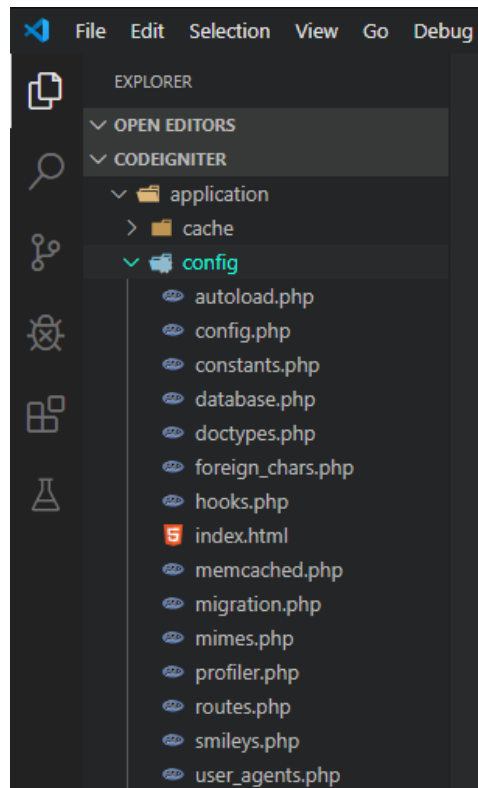 File Edit Selection View Go Debug
EXPLORER
OPEN EDITORS
CODEIGNITER
application
cache
config
autoload.php
config.php
constants.php
database.php
doctypes.php
foreign_chars.php
hooks.php
index.html
memcached.php
migration.php
mimes.php
profiler.php
routes.php
smileys.php
user_agents.php